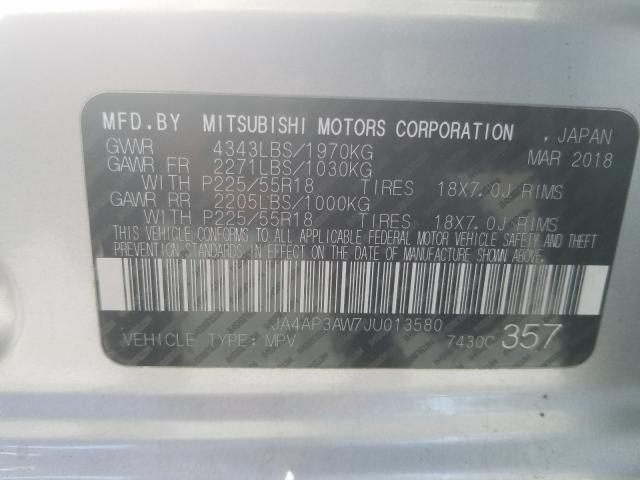 MFD.BY MITSUBISHI MOTORS CORPORATION , JAPAN
GVWR 4343LBS/1970KG MAR 2018
GAWR FR 2271LBS/1030KG
WITH P225/55R18 TIRES 18X7.0J RIMS
GAWR RR 2205LBS/1000KG
WITH P225/55R18 TIRES 18X7.0J RIMS
THIS VEHICLE CONFORMS TO ALL APPLICABLE FEDERAL MOTOR VEHICLE SAFETY AND THEFT
PREVENTION STANDARDS IN EFFECT ON THE DATE OF MANUFACTURE SHOWN ABOVE.
JA4AP3AW7JU013580
VEHICLE TYPE: MPV 7430C 357